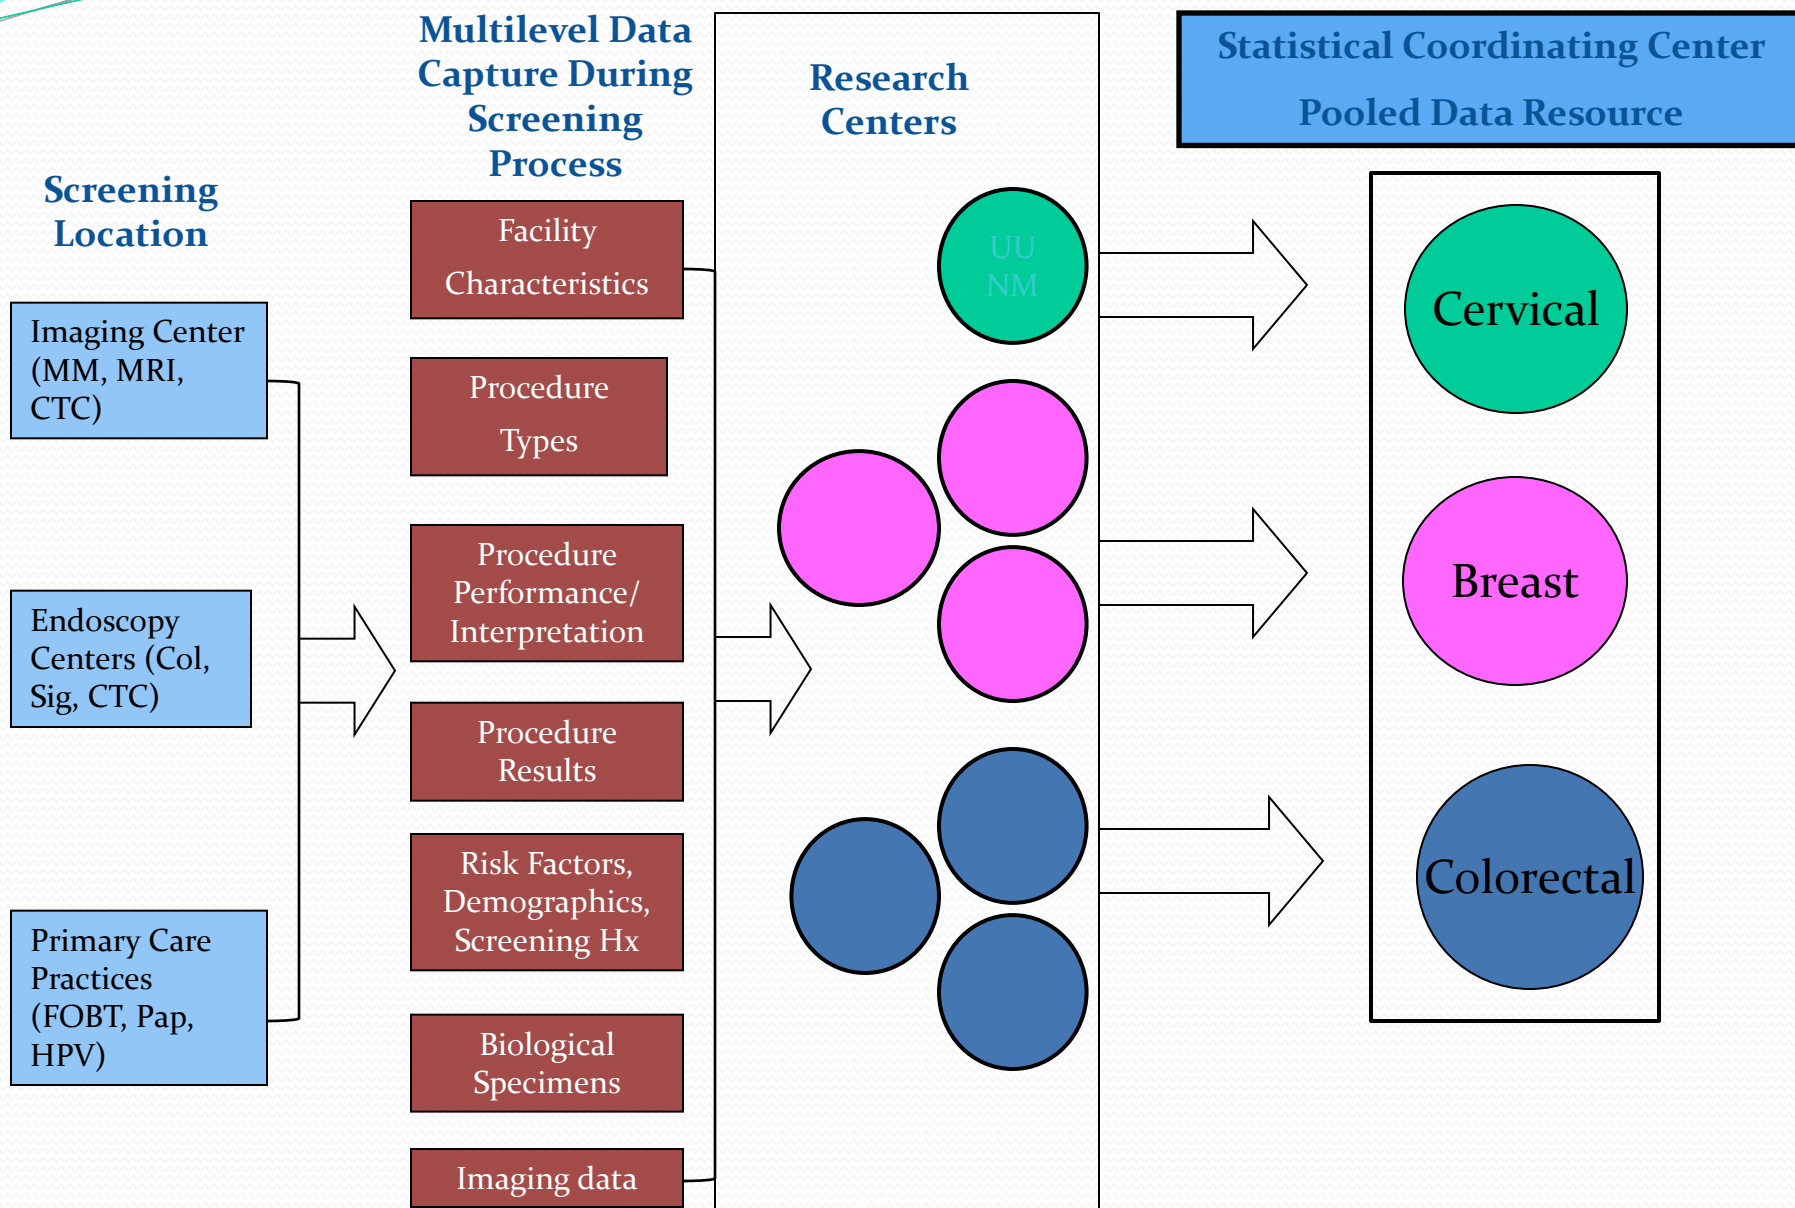 Screening
Location
Imaging Center
(MM, MRI,
CTC)
Endoscopy
Centers (Col,
Sig, CTC)
Primary Care
Practices
(FOBT, Pap,
HPV)
Multilevel Data
Capture During
Screening
Process
Facility
Characteristics
Procedure
Types
Procedure
Performance/
Interpretation
Procedure
Results
Risk Factors,
Demographics,
Screening Hx
Biological
Specimens
Imaging data
Research
Centers
UU
NM
Statistical Coordinating Center
Pooled Data Resource
Cervical
Breast
Colorectal